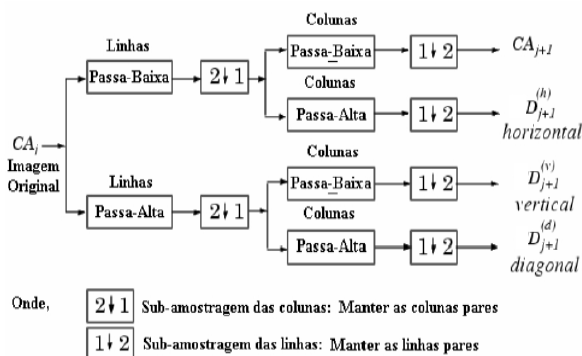 Colunas
Linhas
Passa-Baixa
1↓2
CA_{j+1}
Passa-Baixa
2↓1
Colunas
Passa-Alta
1↓2
D_{j+1}^{(h)}
horizontal
CA_j
Imagem
Original
Colunas
Linhas
Passa-Baixa
1↓2
D_{j+1}^{(v)}
vertical
Passa-Alta
2↓1
Colunas
Passa-Alta
1↓2
D_{j+1}^{(d)}
diagonal
Onde,
2↓1 Sub-amostragem das colunas: Manter as colunas pares
1↓2 Sub-amostragem das linhas: Manter as linhas pares